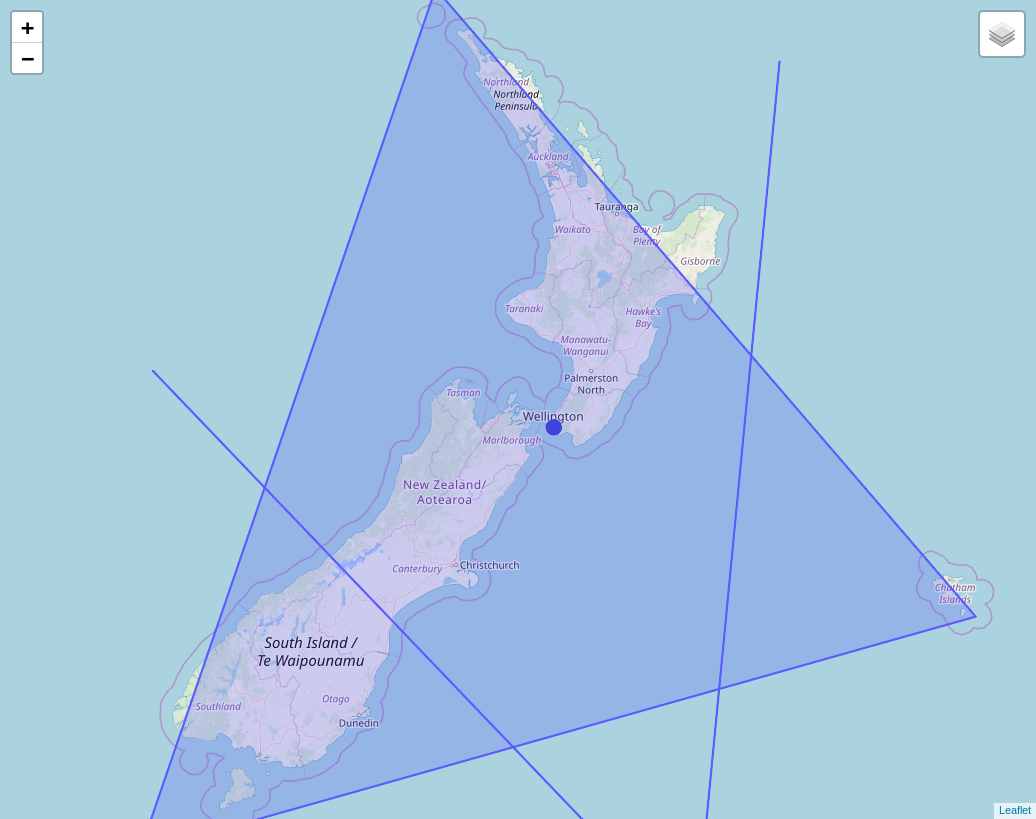 +
−
Northland
Northland
Peninsula
Auckland
Tauranga
Waikato
Bay of
Plenty
Gisborne
Taranaki
Hawke's
Bay
Manawatu-
Wanganui
Palmerston
North
Tasman
Wellington
Marlborough
New Zealand/
Aotearoa
Christchurch
Canterbury
Chatham
Islands
South Island /
Te Waipounamu
Otago
Southland
Dunedin
Leaflet